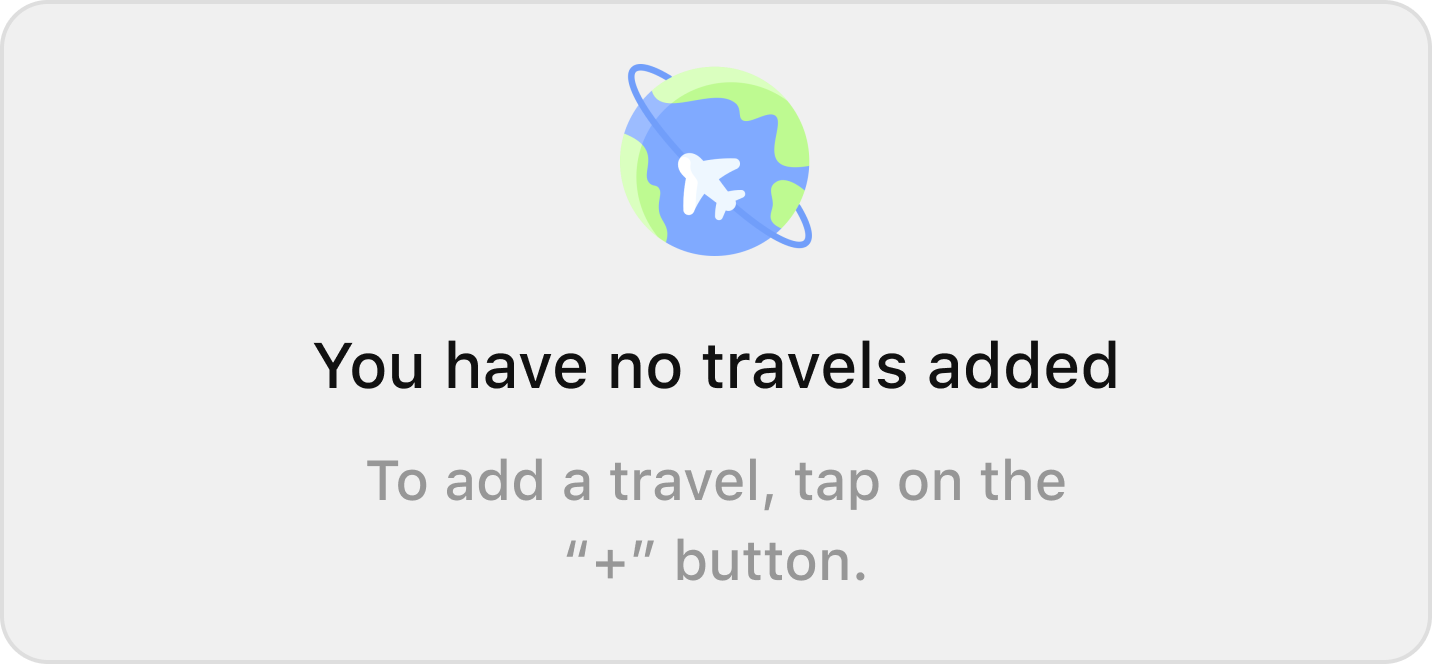 You have no travels added
To add a travel, tap on the
“+” button.